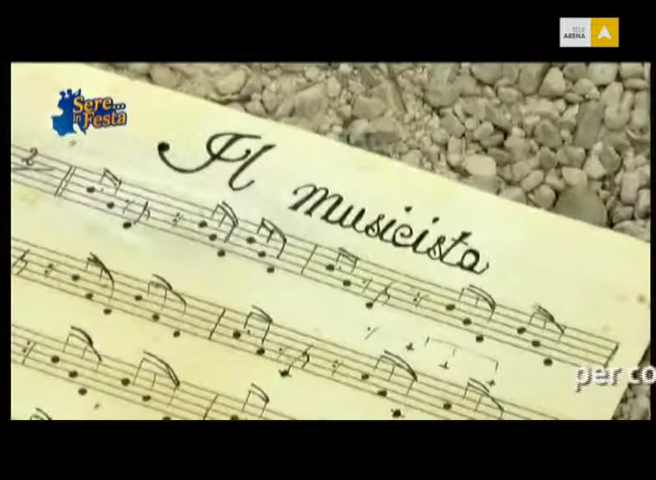 TELE
ARENA
Sere...
in Festa
Il musicista
per co